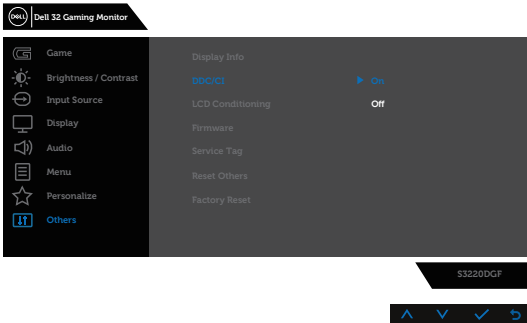 DELL
Dell 32 Gaming Monitor
Game
Display Info
Brightness / Contrast
DDC/CI
On
Input Source
LCD Conditioning
Off
Display
Firmware
Audio
Service Tag
Menu
Reset Others
Personalize
Factory Reset
Others
S3220DGF